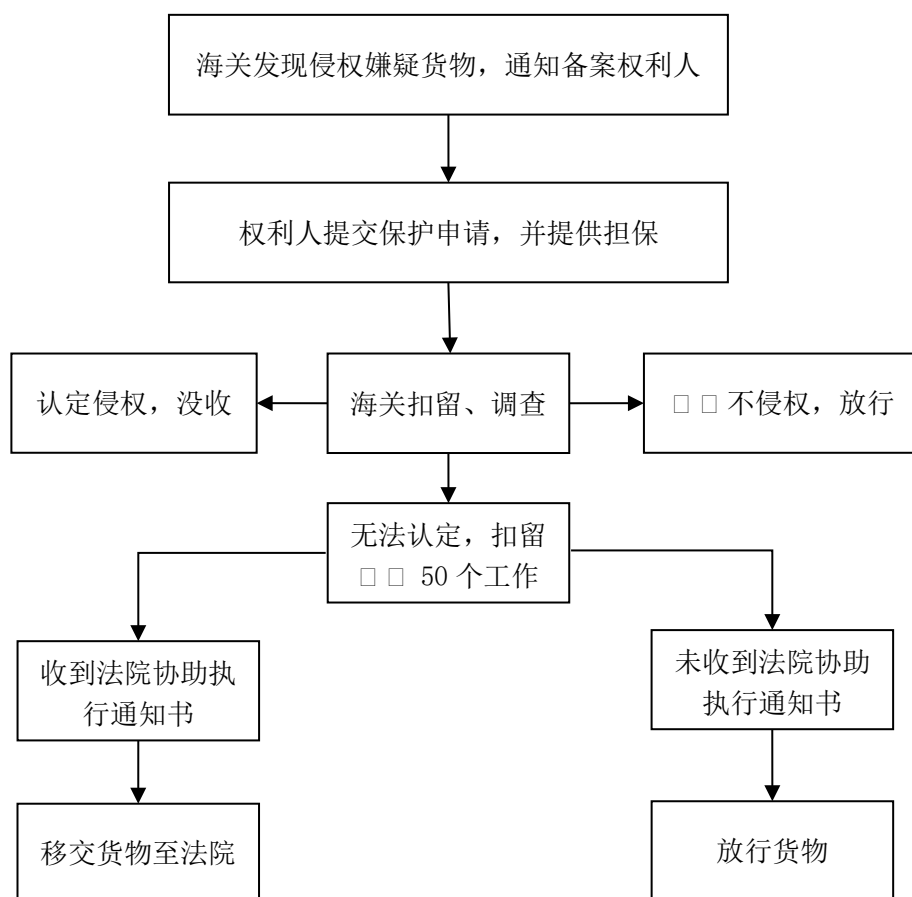 海关发现侵权嫌疑货物，通知备案权利人
权利人提交保护申请，并提供担保
认定侵权，没收
海关扣留、调查
□ □ 不侵权，放行
无法认定，扣留
□ □ 50 个工作
收到法院协助执
行通知书
未收到法院协助
执行通知书
移交货物至法院
放行货物